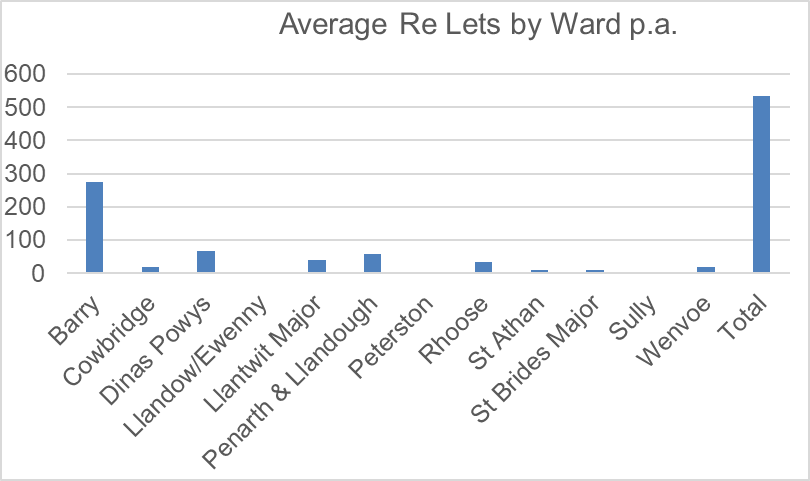 Average Re Lets by Ward p.a.
600
500
400
300
200
100
0
Barry
Cowbridge
Dinas Powys
Llandow/Ewenny
Llantwit Major
Penarth & Llandough
Peterston
Rhoose
St Athan
St Brides Major
Sully
Wenvoe
Total